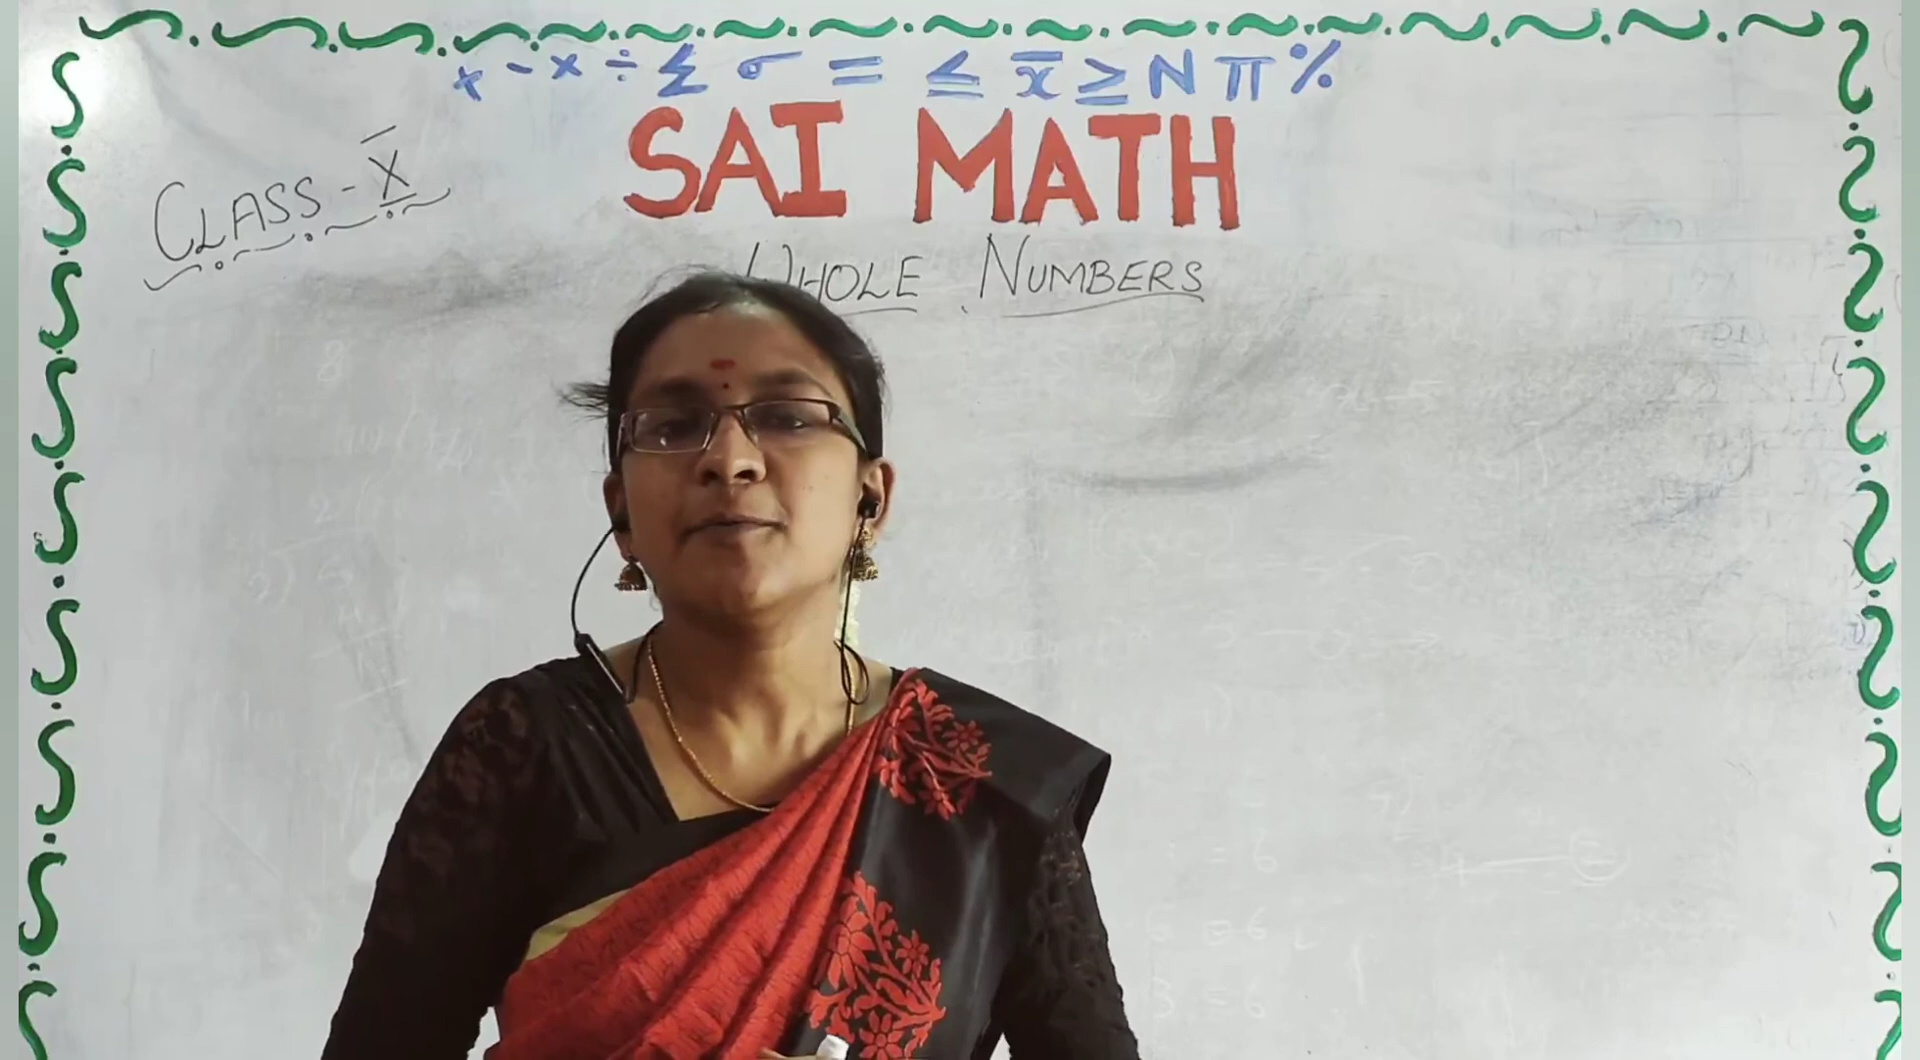 + - × ÷ Σ σ = ≤ x̄ ≥ N π %
SAI MATH
CLASS - X
WHOLE NUMBERS